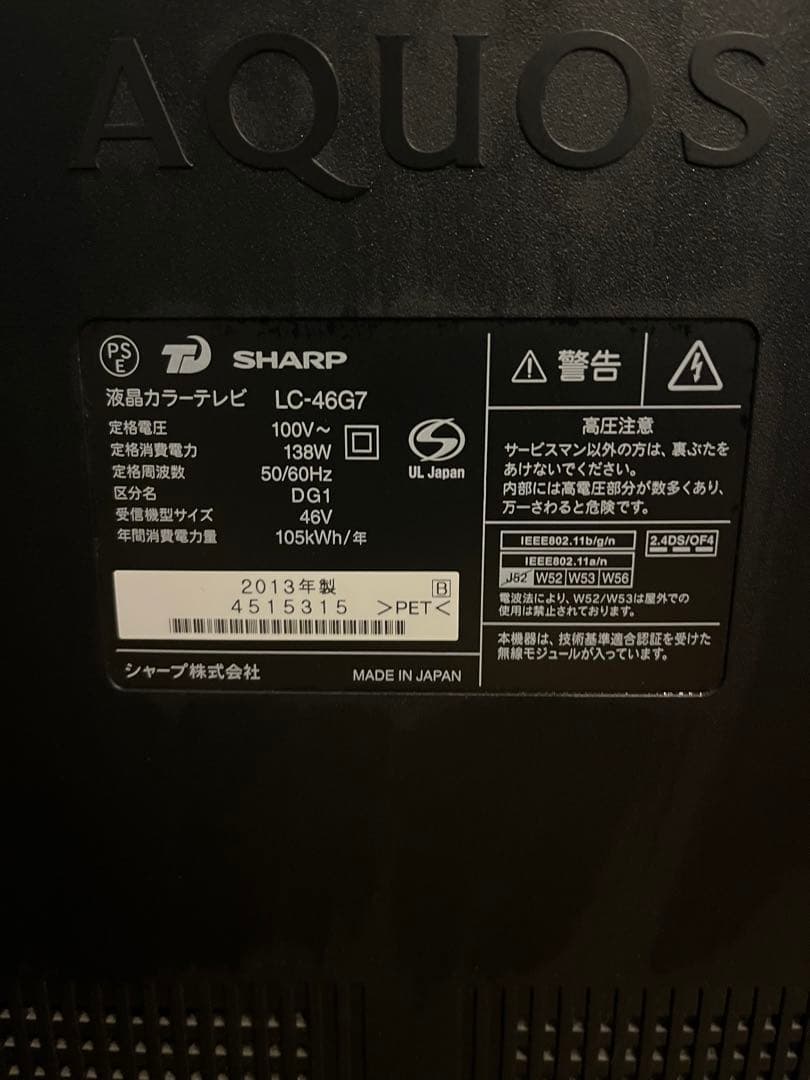 AQUOS
PS
E
SHARP
液晶カラーテレビ LC-46G7
定格電圧 100V～
定格消費電力 138W
定格周波数 50/60Hz
区分名 DG1
受信機型サイズ 46V
年間消費電力量 105kWh/年
UL Japan
2013年製 B
4515315 >PET<
シャープ株式会社 MADE IN JAPAN
警告
高圧注意
サービスマン以外の方は、裏ぶたを
あけないでください。
内部には高電圧部分が数多くあり、
万一さわると危険です。
IEEE802.11b/g/n 2.4DS/OF4
IEEE802.11a/n
J52 W52 W53 W56
電波法により、W52/W53は屋外での
使用は禁止されております。
本機器は、技術基準適合認証を受けた
無線モジュールが入っています。